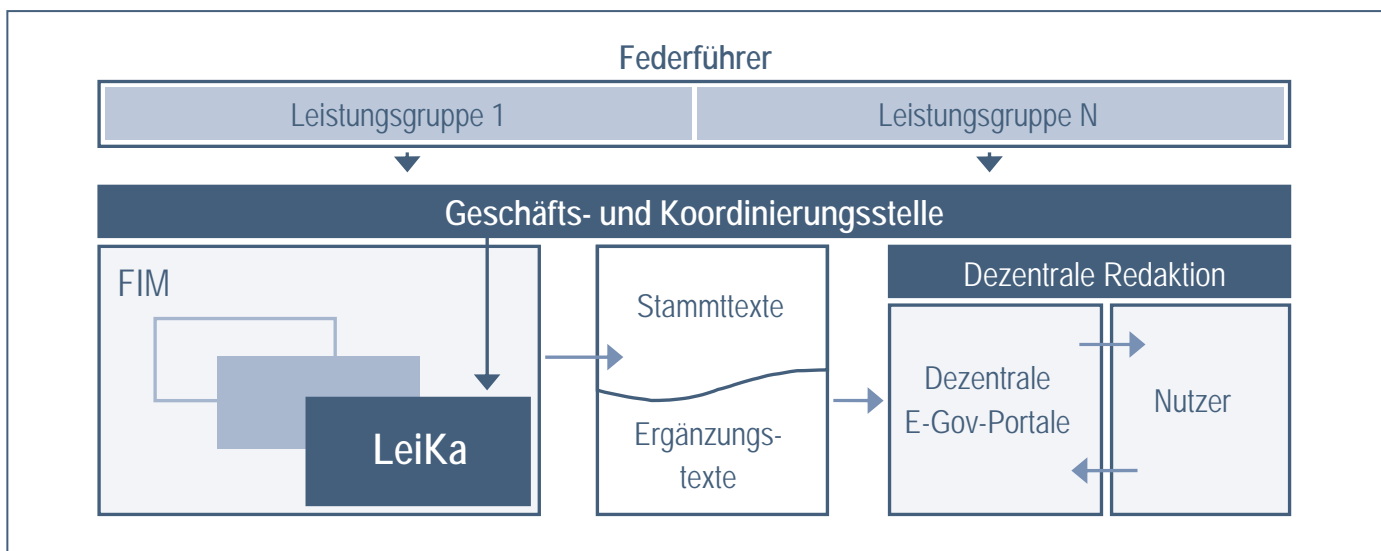 Federführer
Leistungsgruppe 1
Leistungsgruppe N
Geschäfts- und Koordinierungsstelle
FIM
LeiKa
Stammttexte
Ergänzungs-
texte
Dezentrale Redaktion
Dezentrale
E-Gov-Portale
Nutzer